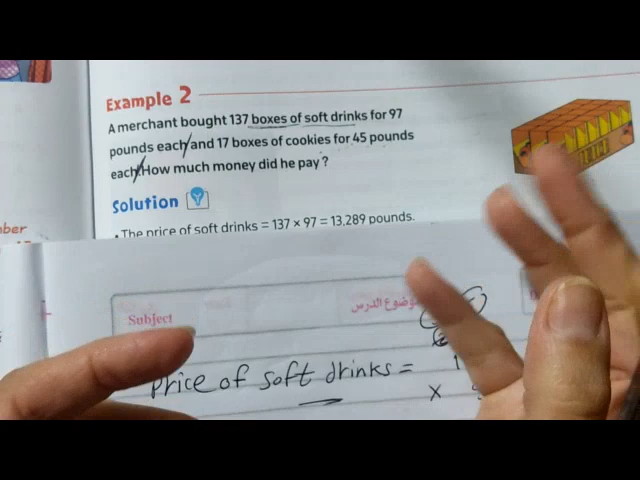 Example 2
A merchant bought 137 boxes of soft drinks for 97
pounds each and 17 boxes of cookies for 45 pounds
each. How much money did he pay?
Solution
• The price of soft drinks = 137 × 97 = 13,289 pounds.
Subject
موضوع الدرس
Price of soft drinks =
×